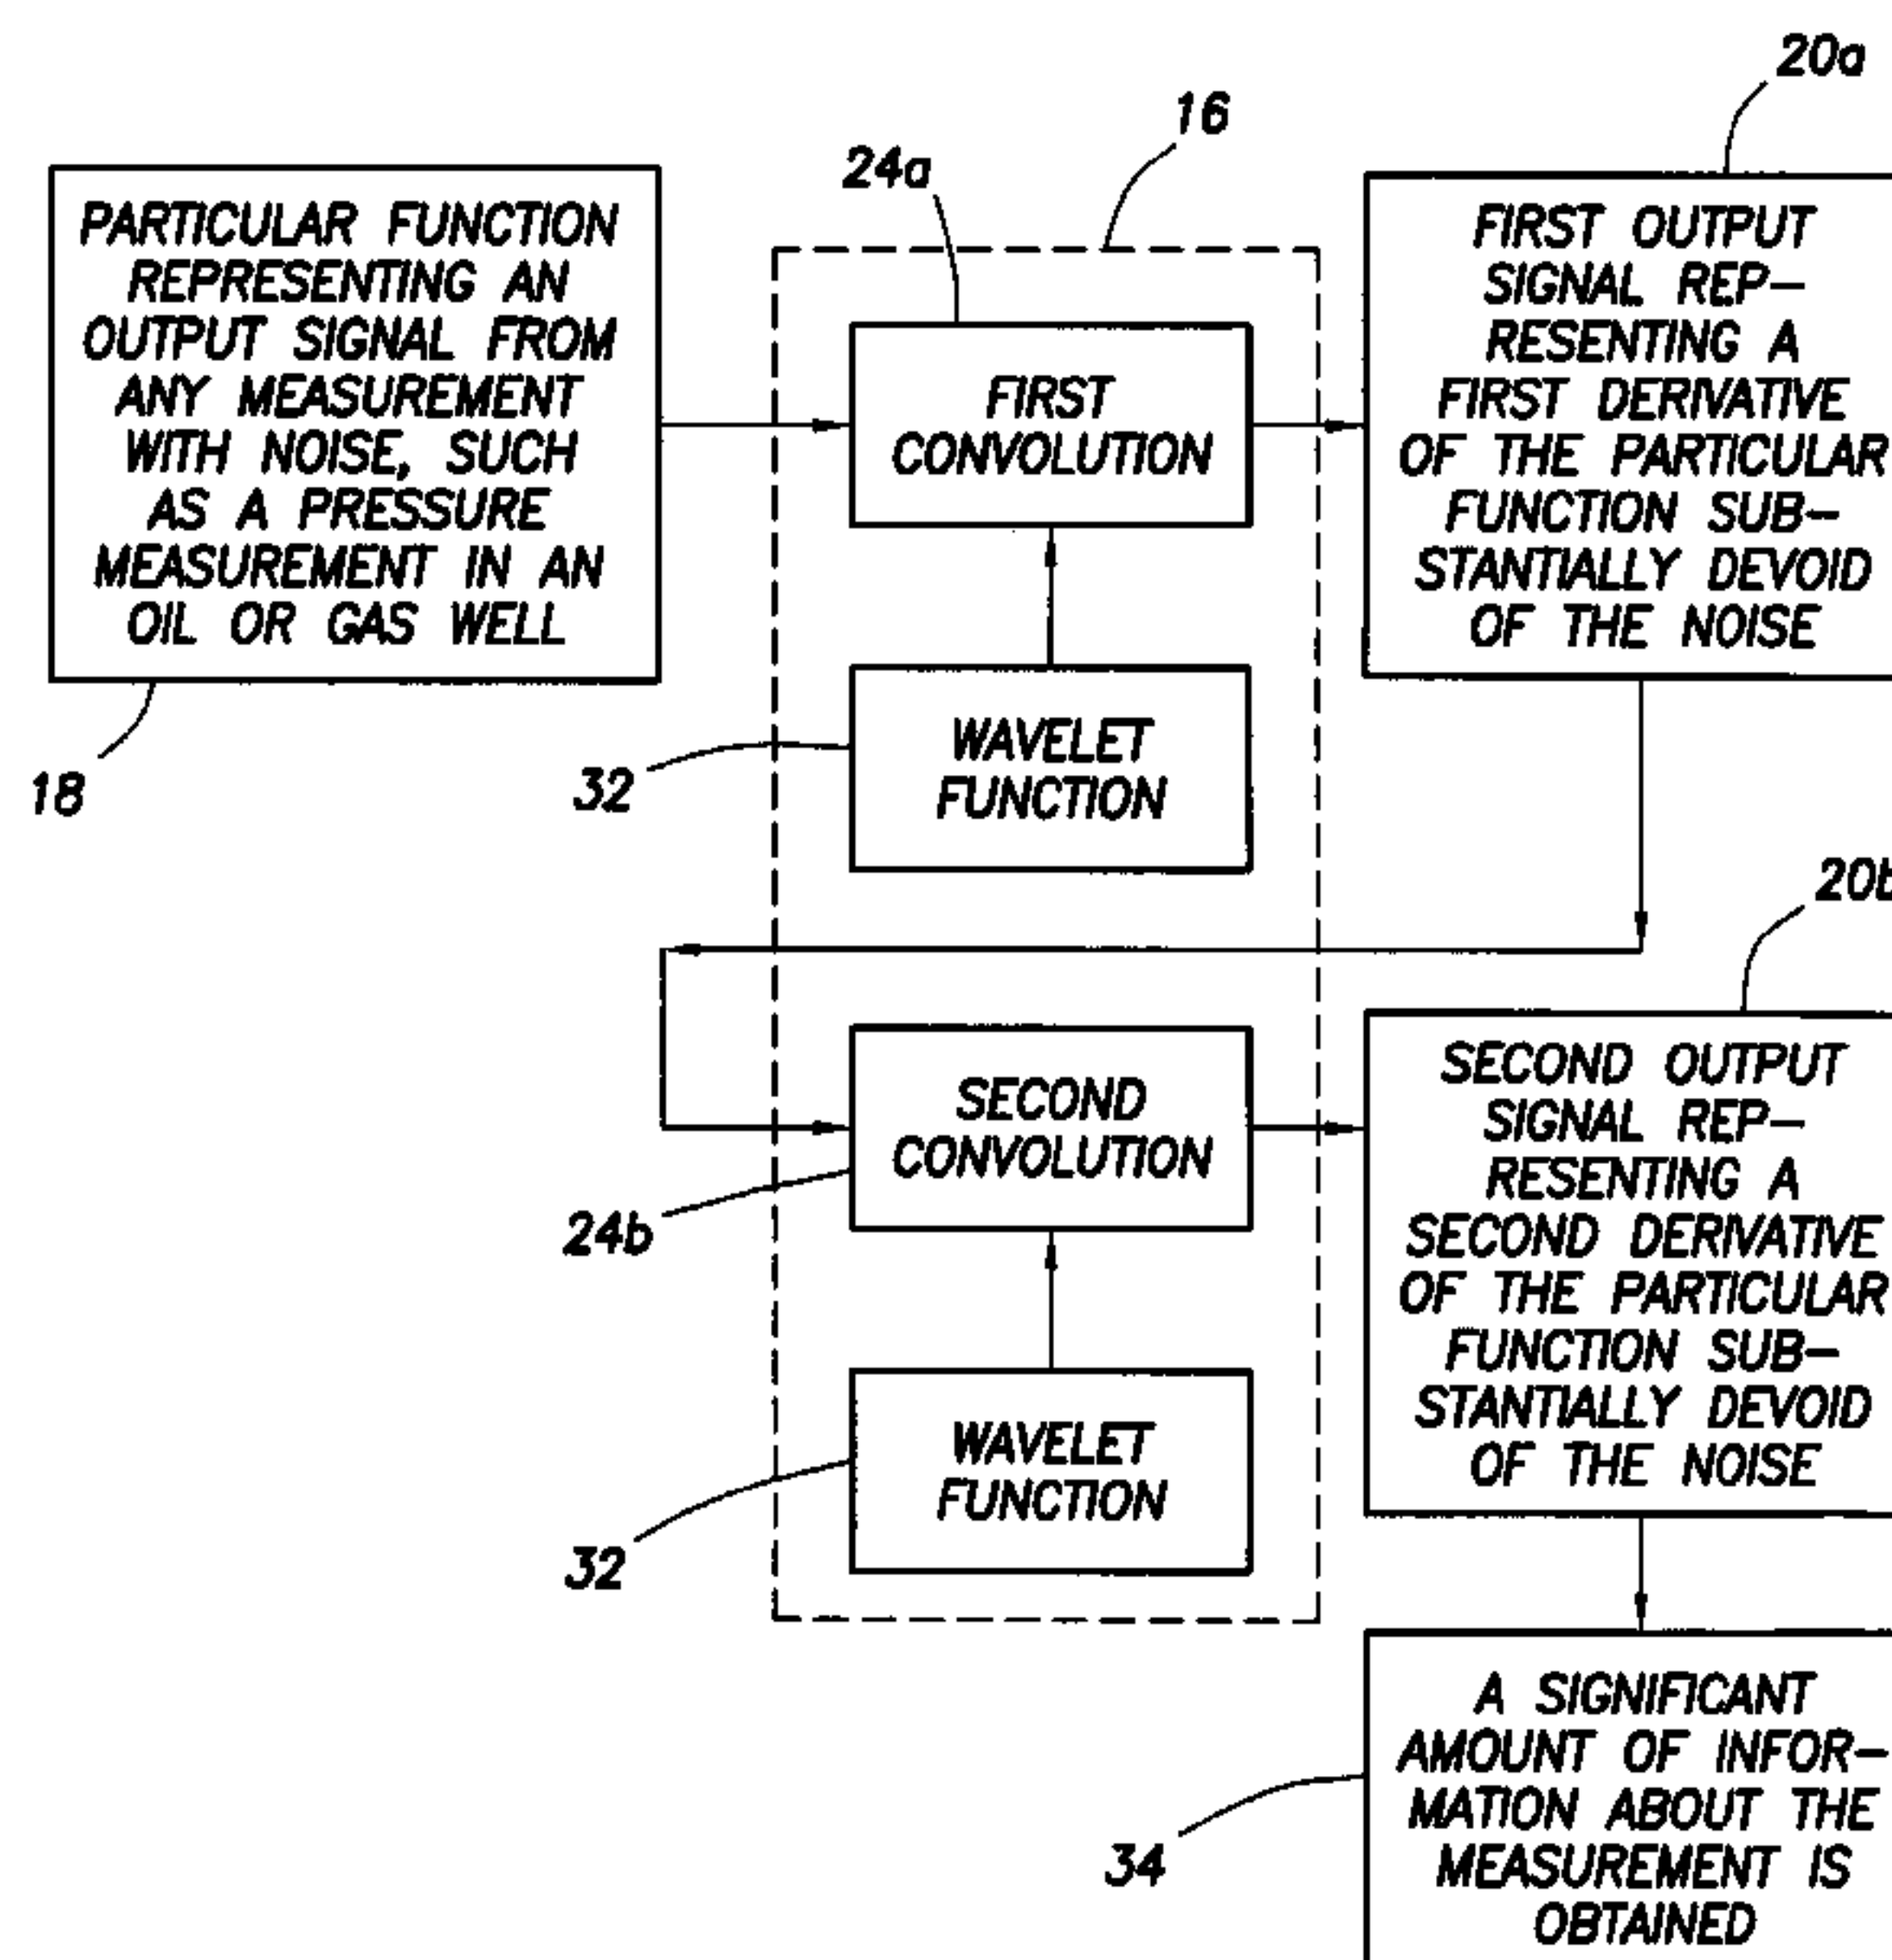 20a
16
24a
PARTICULAR FUNCTION
REPRESENTING AN
OUTPUT SIGNAL FROM
ANY MEASUREMENT
WITH NOISE, SUCH
AS A PRESSURE
MEASUREMENT IN AN
OIL OR GAS WELL
18
FIRST
CONVOLUTION
FIRST OUTPUT
SIGNAL REP-
RESENTING A
FIRST DERIVATIVE
OF THE PARTICULAR
FUNCTION SUB-
STANTIALLY DEVOID
OF THE NOISE
WAVELET
FUNCTION
32
20b
SECOND
CONVOLUTION
24b
SECOND OUTPUT
SIGNAL REP-
RESENTING A
SECOND DERIVATIVE
OF THE PARTICULAR
FUNCTION SUB-
STANTIALLY DEVOID
OF THE NOISE
WAVELET
FUNCTION
32
A SIGNIFICANT
AMOUNT OF INFOR-
MATION ABOUT THE
MEASUREMENT IS
OBTAINED
34